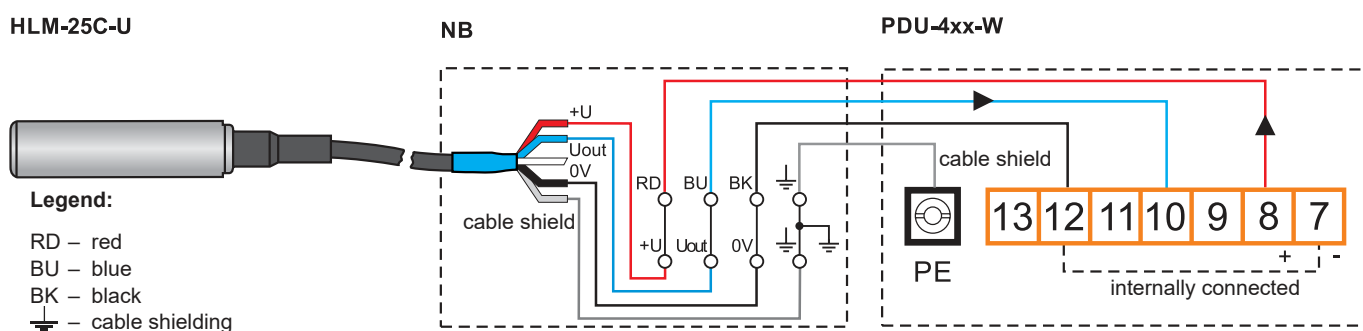 HLM-25C-U
NB
PDU-4xx-W
+U
Uout
0V
cable shield
RD BU BK
+U Uout 0V
cable shield
PE
13 12 11 10 9 8 7
+ -
internally connected
Legend:
RD – red
BU – blue
BK – black
– cable shielding